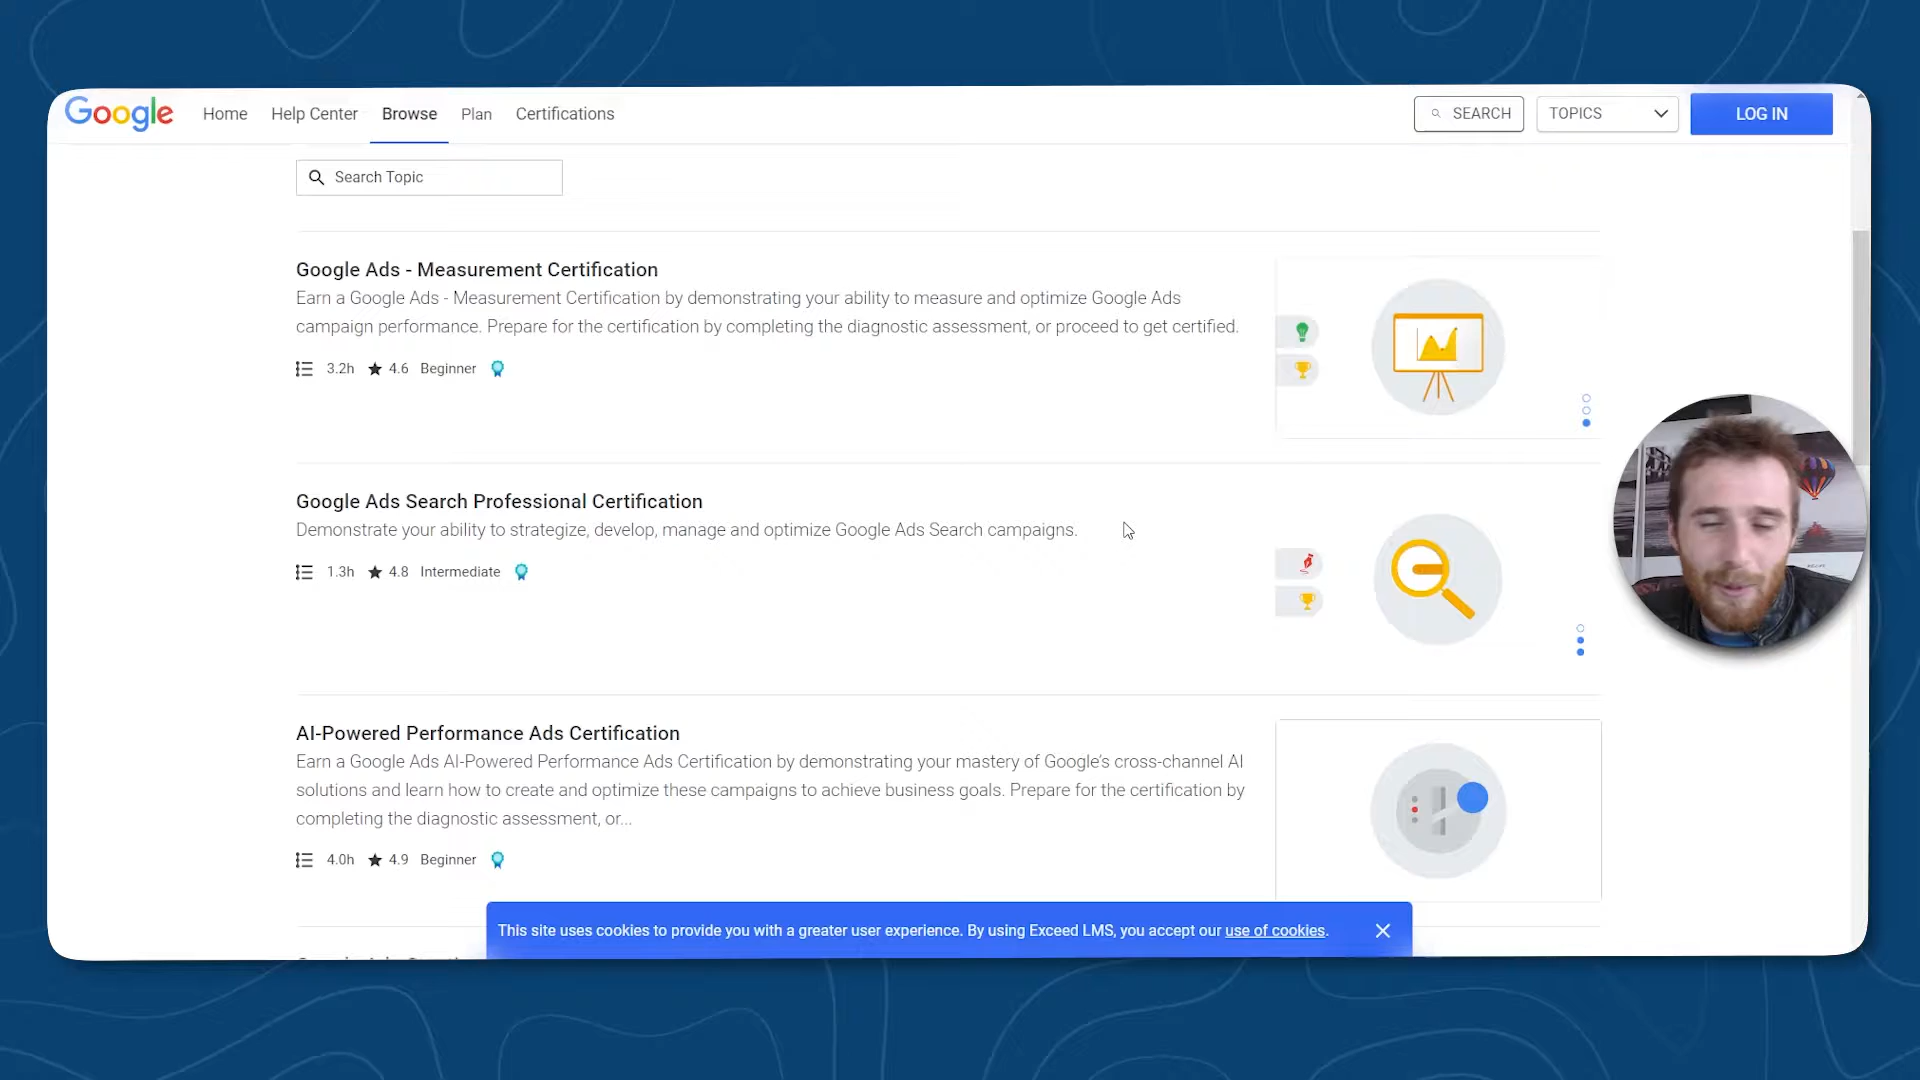 Google Home Help Center Browse Plan Certifications SEARCH TOPICS LOG IN
Search Topic
Google Ads - Measurement Certification
Earn a Google Ads - Measurement Certification by demonstrating your ability to measure and optimize Google Ads
campaign performance. Prepare for the certification by completing the diagnostic assessment, or proceed to get certified.
3.2h 4.6 Beginner
Google Ads Search Professional Certification
Demonstrate your ability to strategize, develop, manage and optimize Google Ads Search campaigns.
1.3h 4.8 Intermediate
AI-Powered Performance Ads Certification
Earn a Google Ads AI-Powered Performance Ads Certification by demonstrating your mastery of Google's cross-channel AI
solutions and learn how to create and optimize these campaigns to achieve business goals. Prepare for the certification by
completing the diagnostic assessment, or...
4.0h 4.9 Beginner
This site uses cookies to provide you with a greater user experience. By using Exceed LMS, you accept our use of cookies.